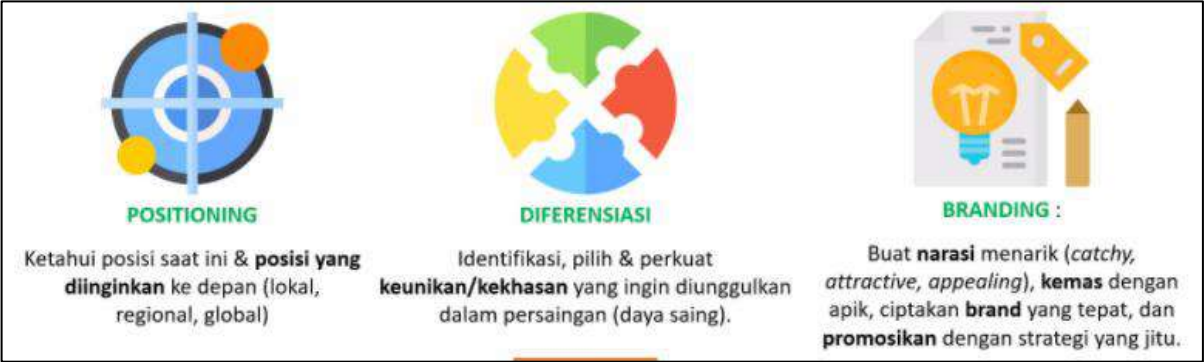 POSITIONING
Ketahui posisi saat ini & posisi yang
diinginkan ke depan (lokal,
regional, global)
DIFERENSIASI
Identifikasi, pilih & perkuat
keunikan/kekhasan yang ingin diunggulkan
dalam persaingan (daya saing).
BRANDING :
Buat narasi menarik (catchy,
attractive, appealing), kemas dengan
apik, ciptakan brand yang tepat, dan
promosikan dengan strategi yang jitu.